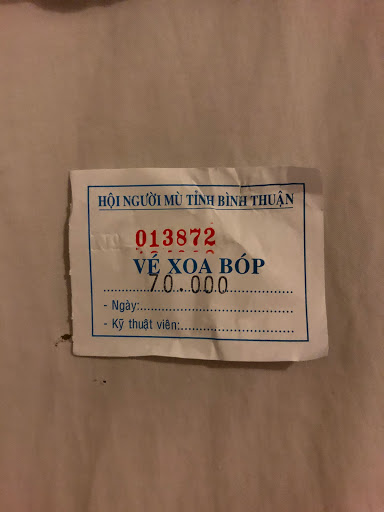 HỘI NGƯỜI MÙ TỈNH BÌNH THUẬN
013872
VÉ XOA BÓP
70.000
- Ngày:
- Kỹ thuật viên: